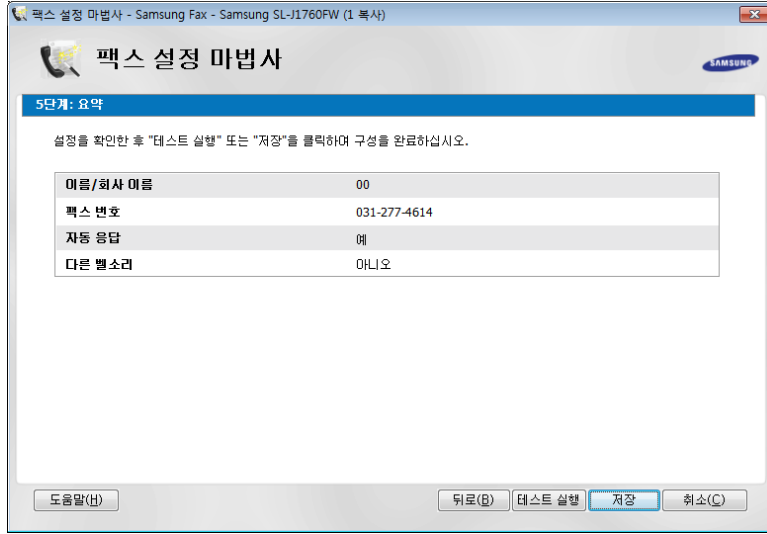 팩스 설정 마법사 - Samsung Fax - Samsung SL-J1760FW (1 복사)
팩스 설정 마법사
SAMSUNG
5단계: 요약
설정을 확인한 후 "테스트 실행" 또는 "저장"을 클릭하여 구성을 완료하십시오.
이름/회사 이름 00
팩스 번호 031-277-4614
자동 응답 예
다른 벨소리 아니오
도움말(H) 뒤로(B) 테스트 실행 저장 취소(C)